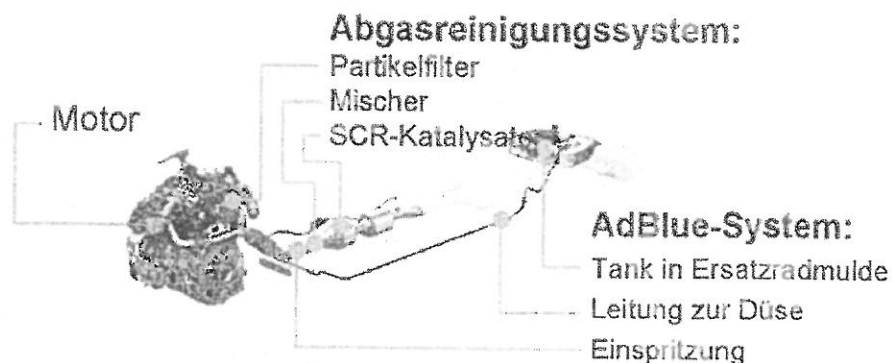 Abgasreinigungssystem:
Partikelfilter
Mischer
SCR-Katalysator
Motor
AdBlue-System:
Tank in Ersatzradmulde
Leitung zur Düse
Einspritzung